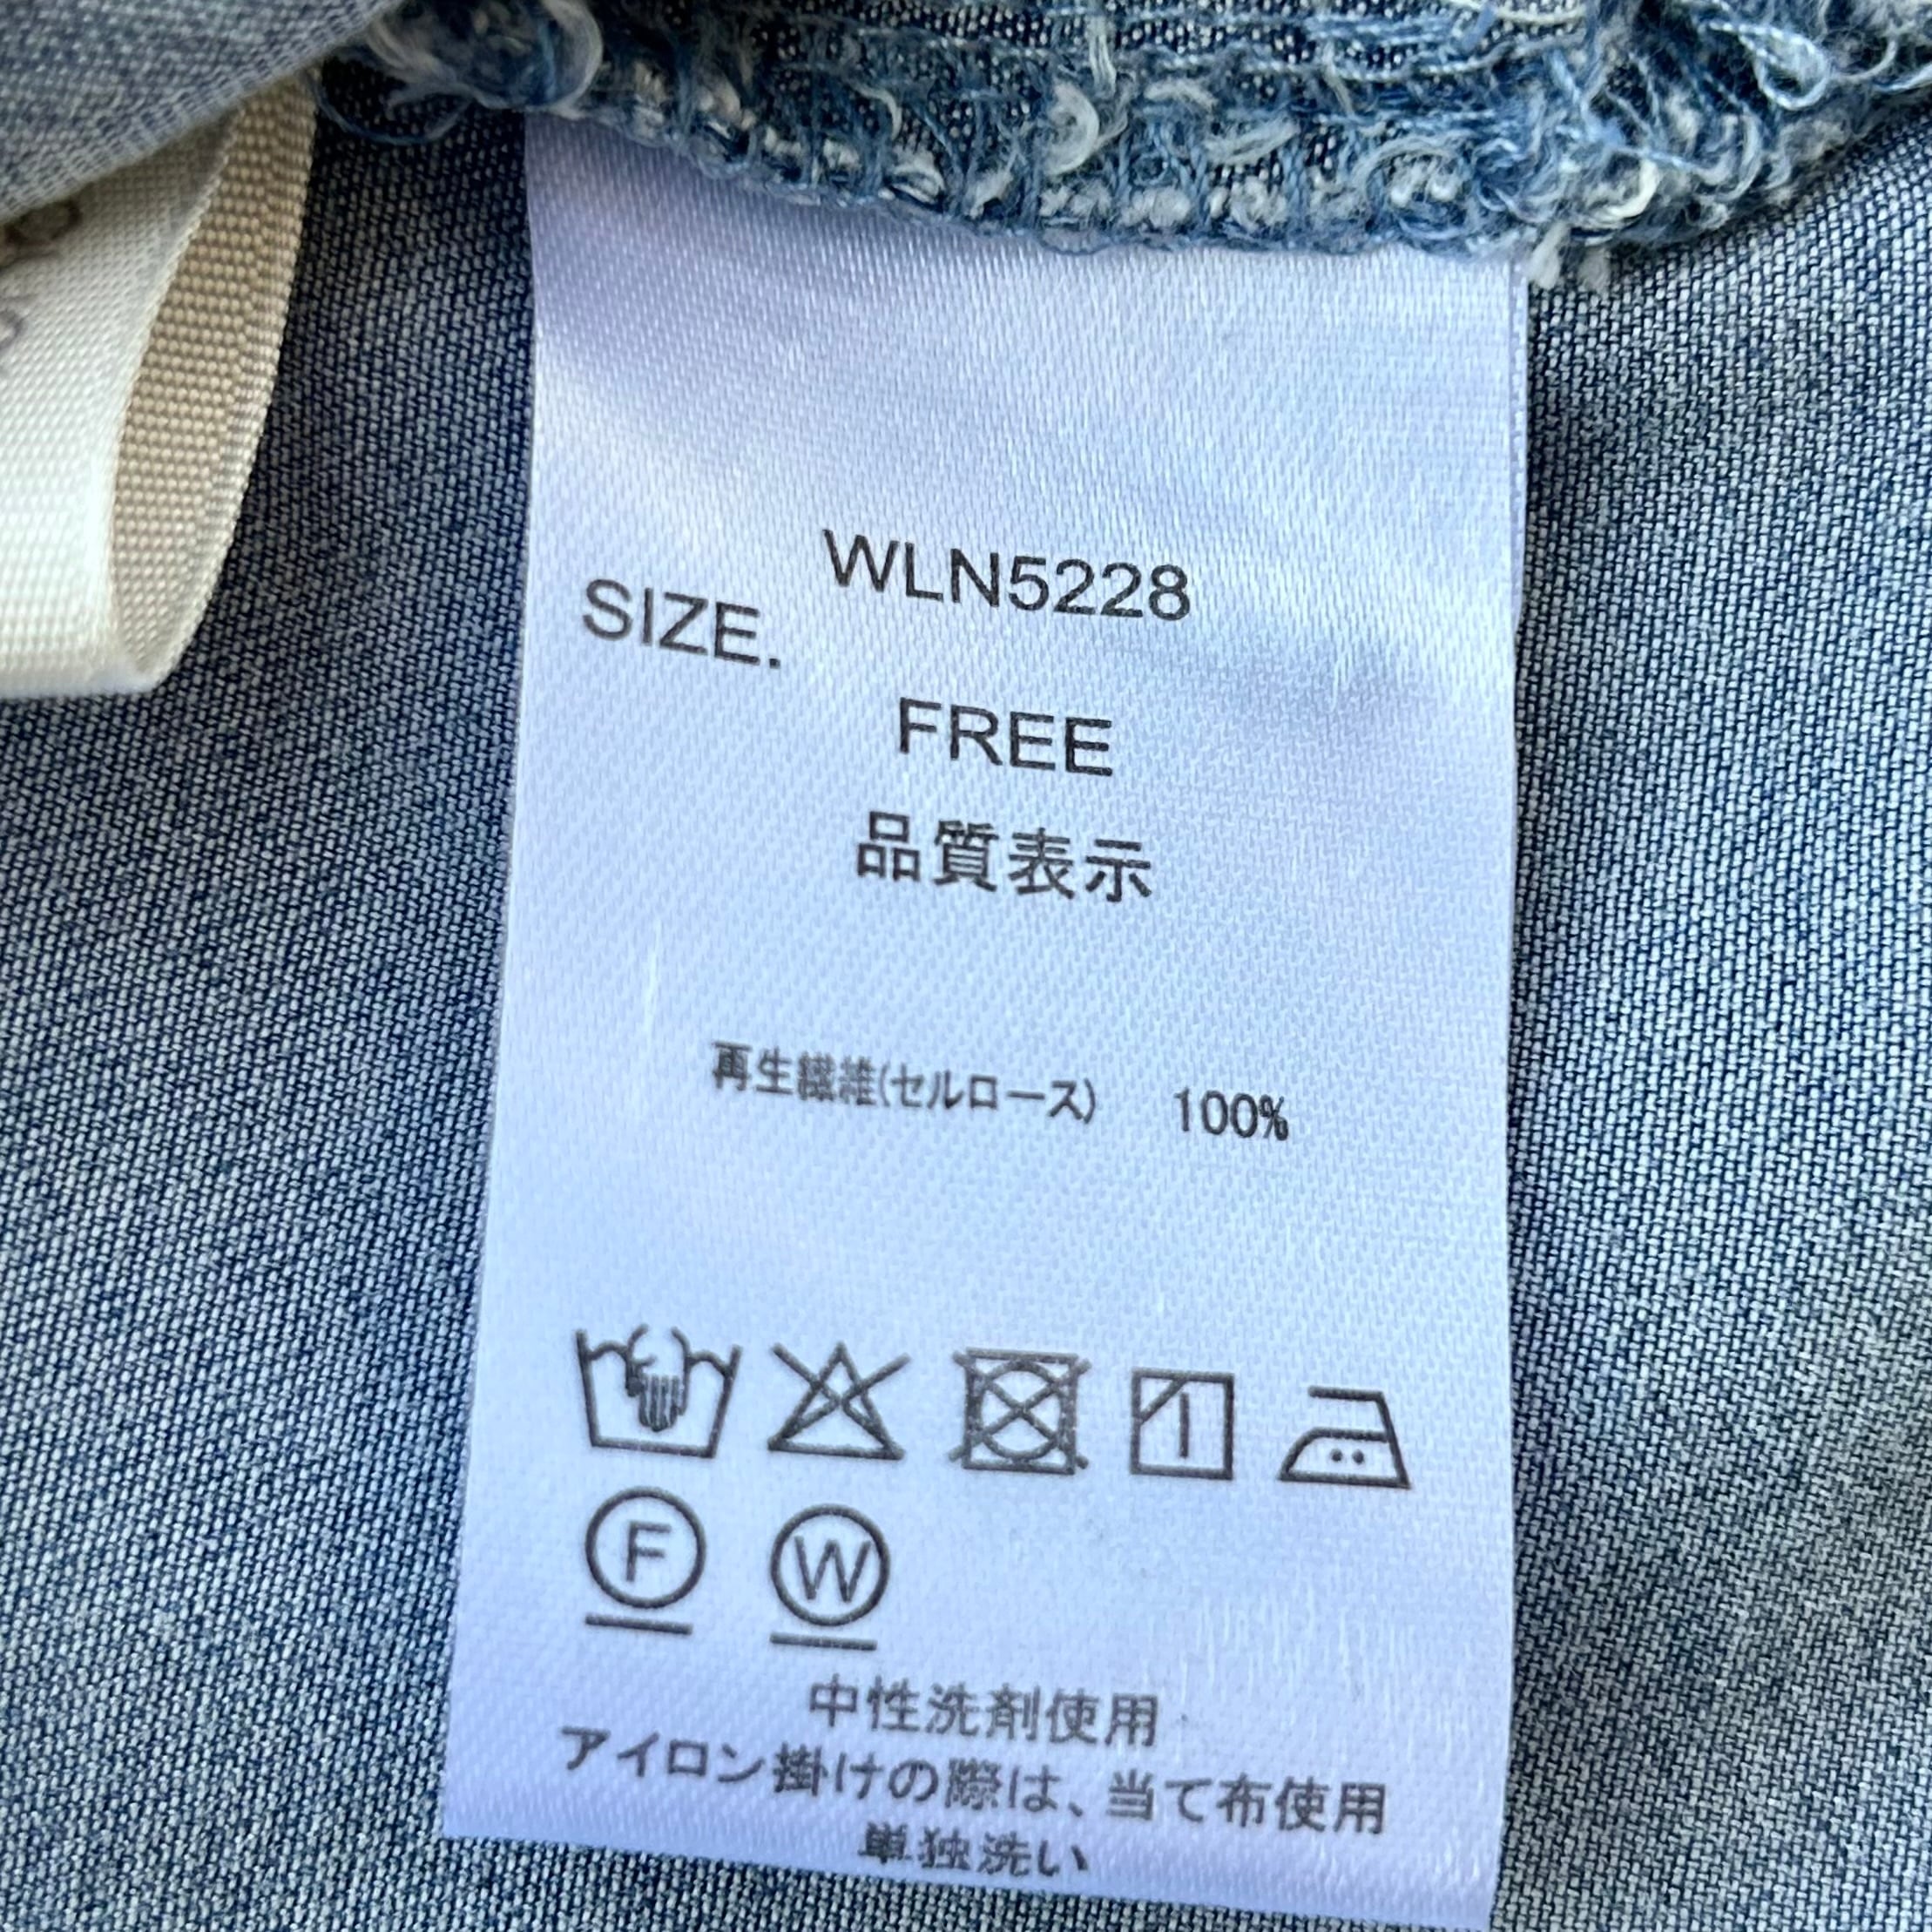 WLN5228
SIZE.
FREE
品質表示
再生繊維(セルロース) 100%
F W
中性洗剤使用
アイロン掛けの際は、当て布使用
単独洗い